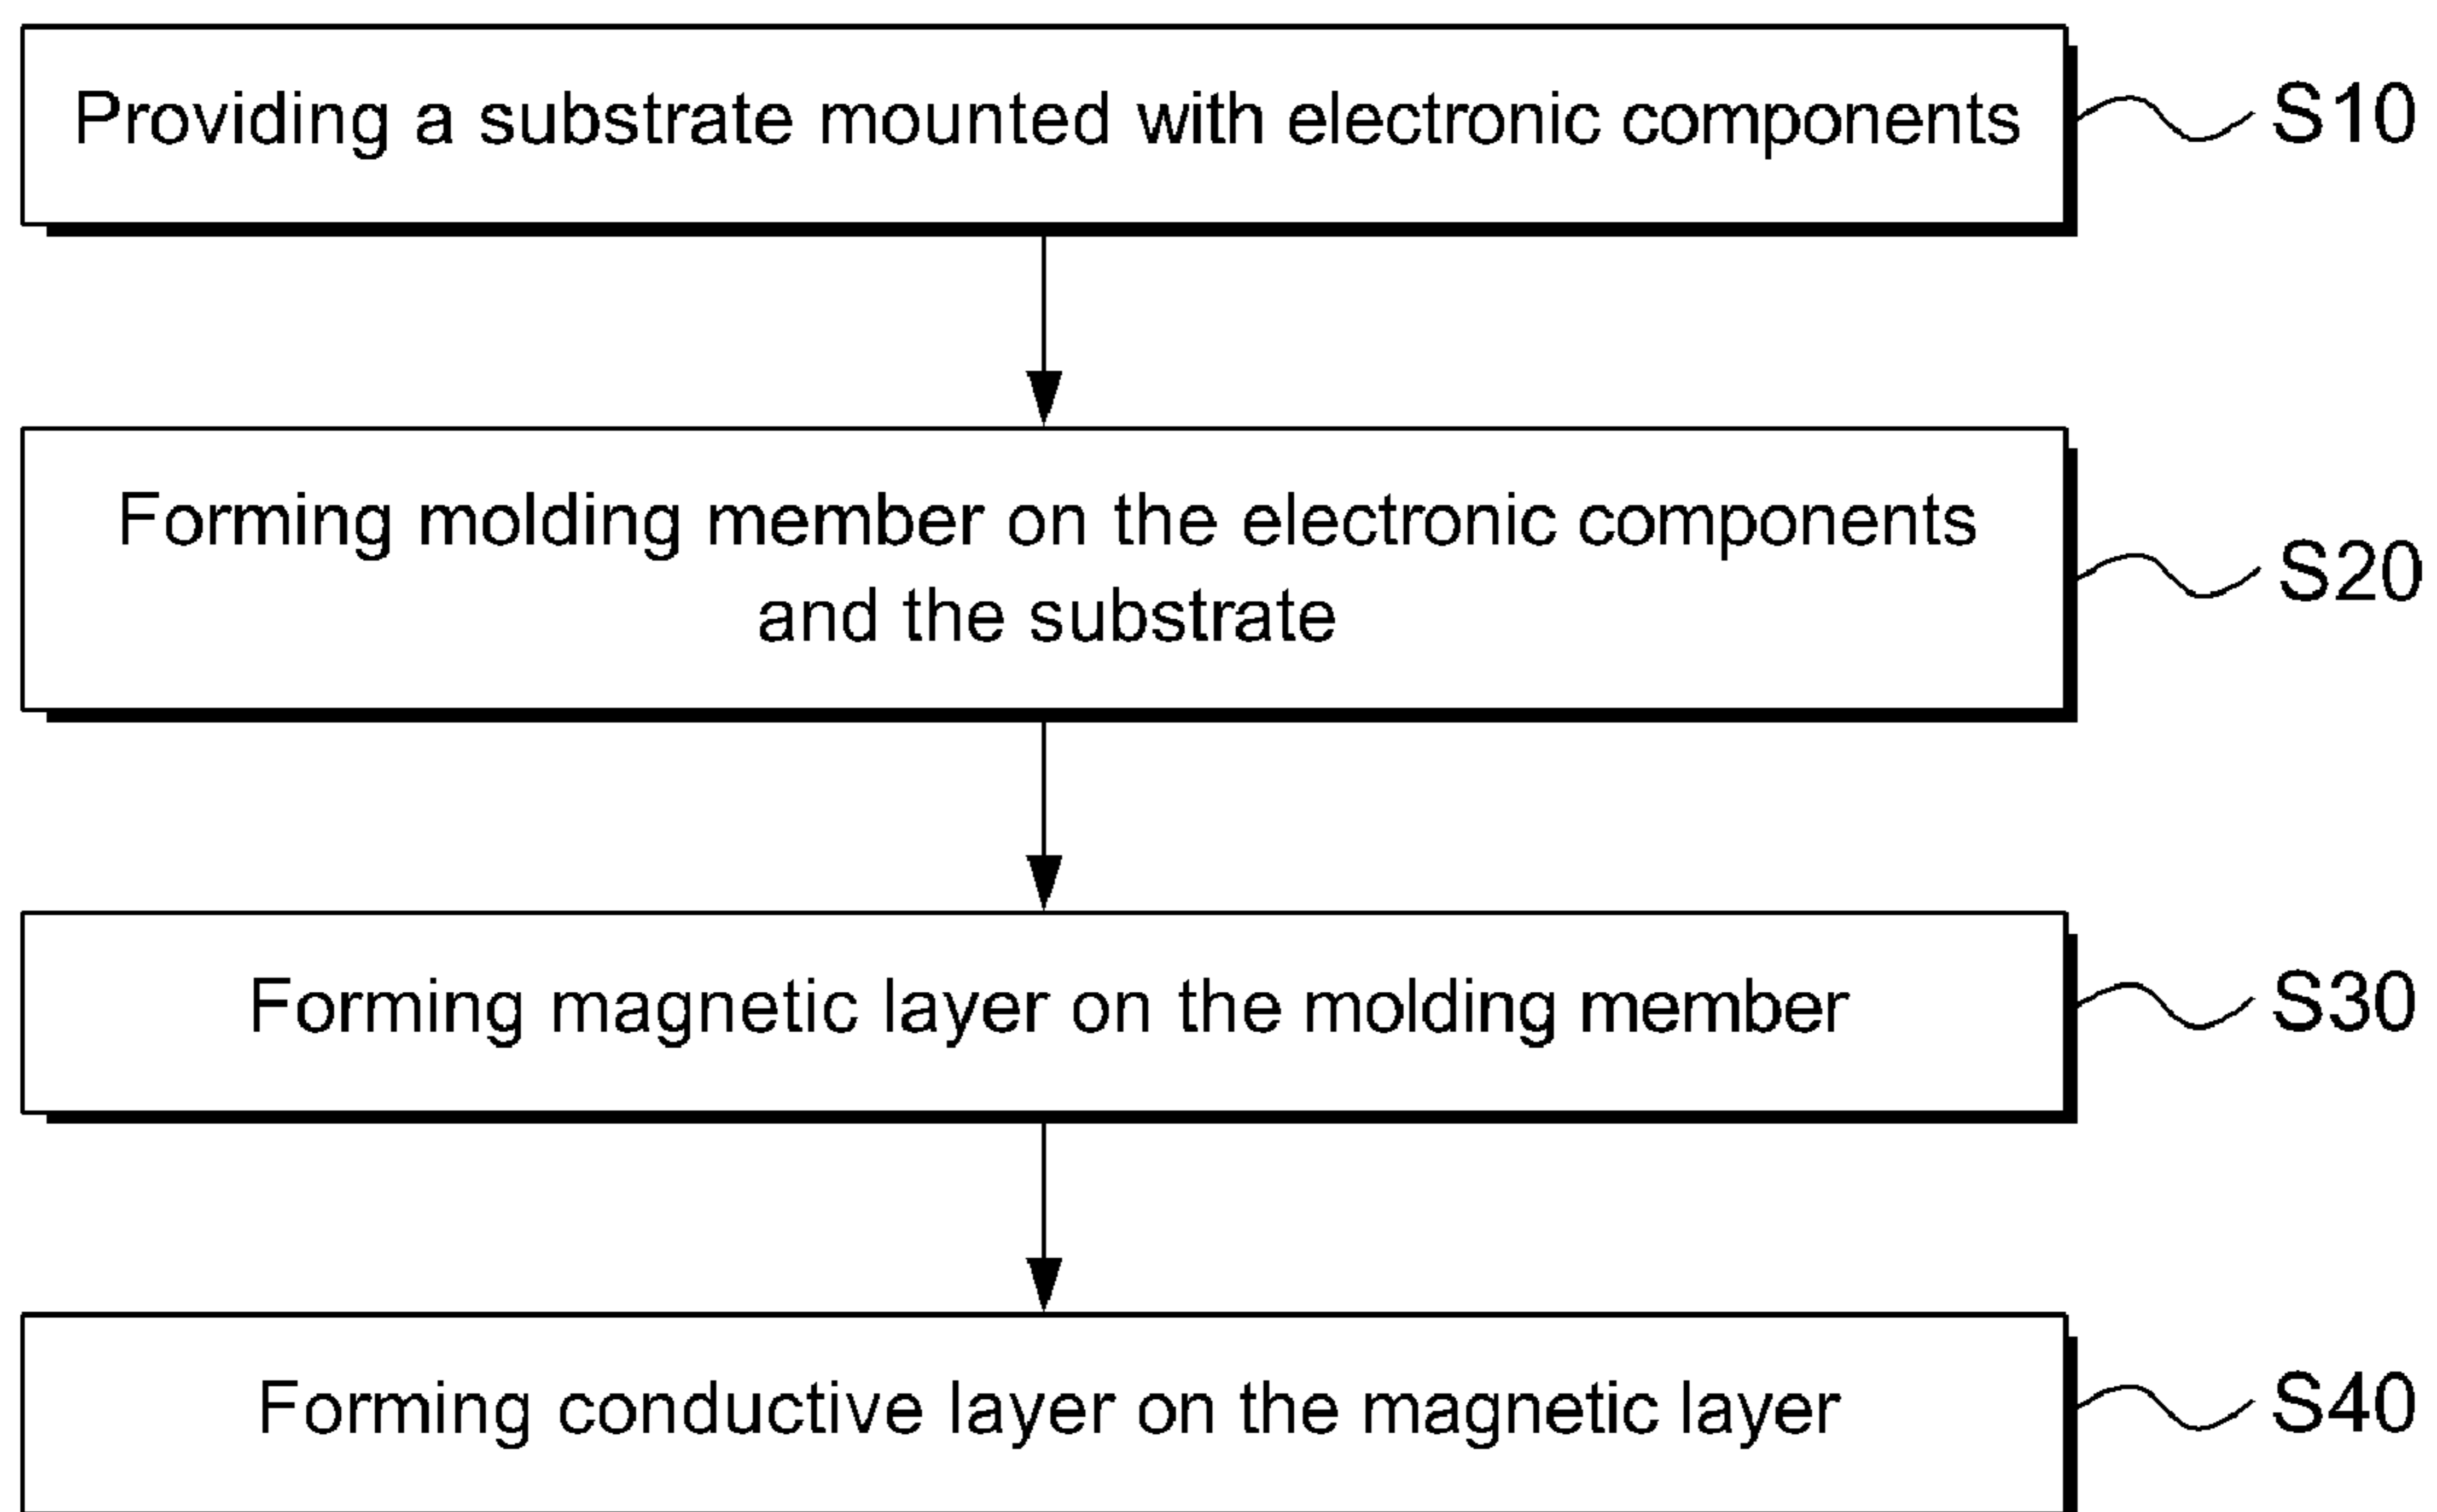 Providing a substrate mounted with electronic components
S10
Forming molding member on the electronic components
and the substrate
S20
Forming magnetic layer on the molding member
S30
Forming conductive layer on the magnetic layer
S40